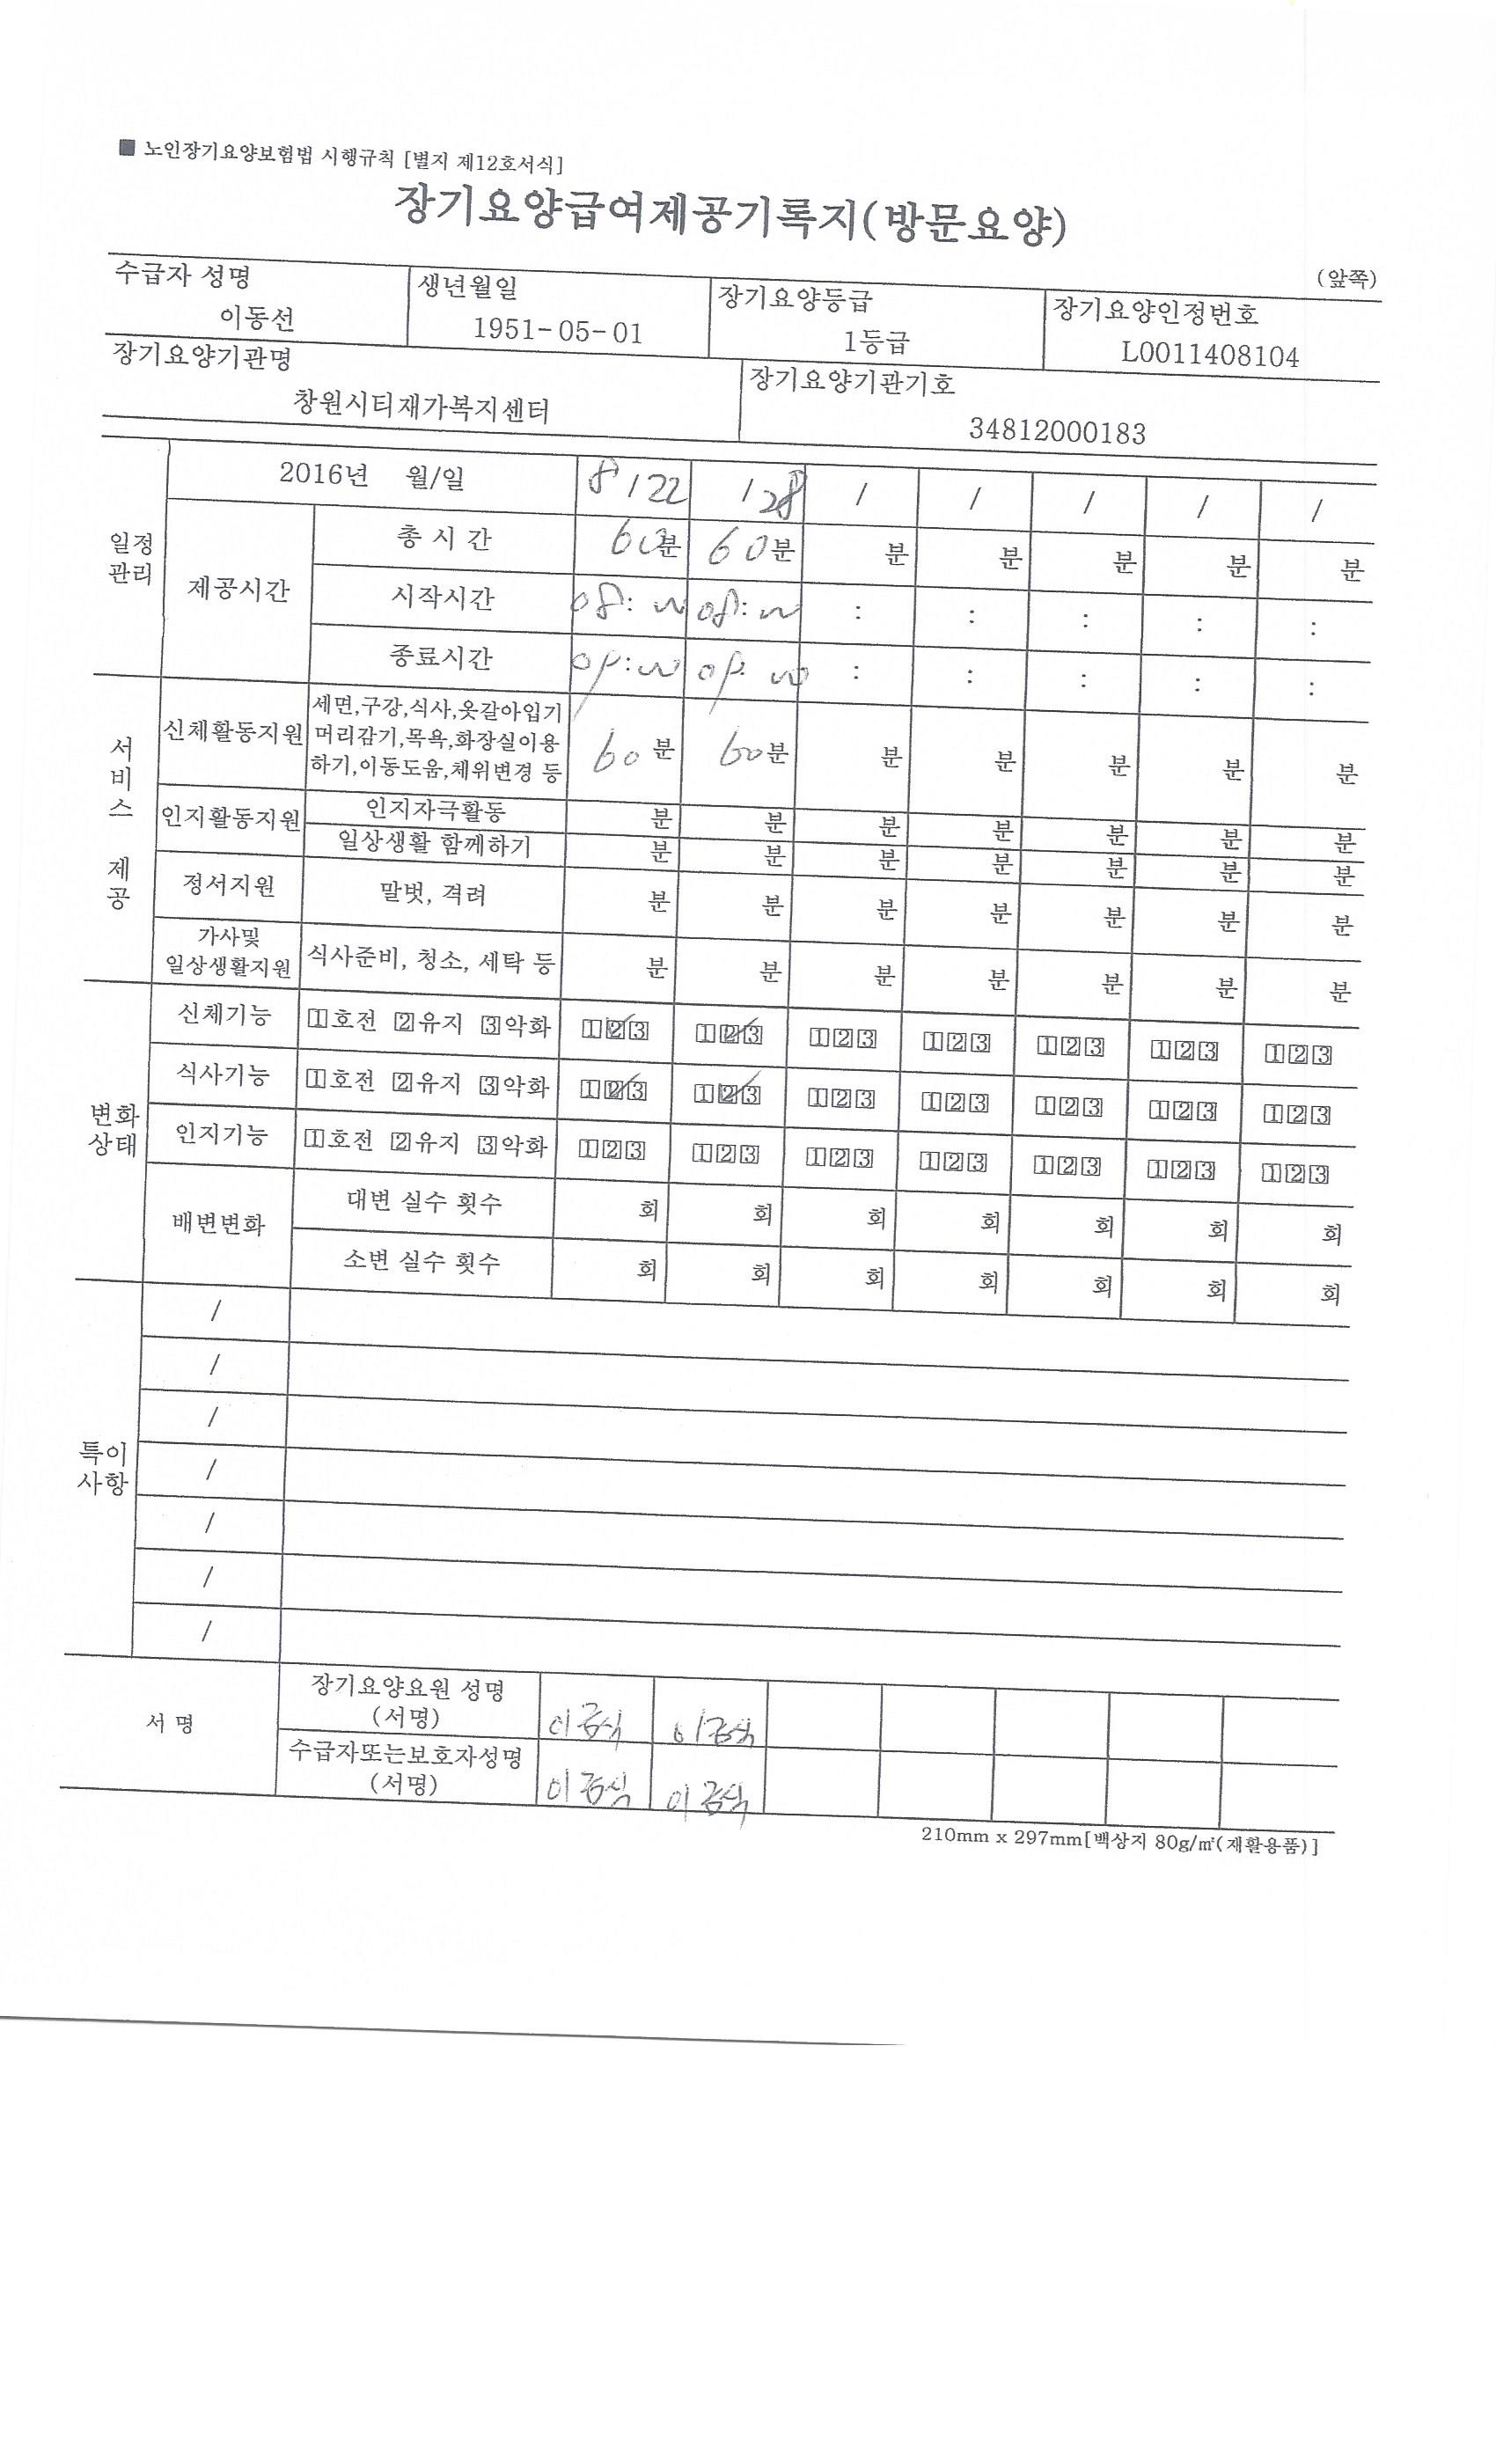 ■ 노인장기요양보험법 시행규칙 [별지 제12호서식]
장기요양급여제공기록지(방문요양)
(앞쪽)
수급자 성명 생년월일 장기요양등급 장기요양인정번호
이동선 1951-05-01 1등급 L0011408104
장기요양기관명 장기요양기관기호
창원시티재가복지센터 34812000183
일정
관리
2016년 월/일 8/22 /28 / / / / /
제공시간
총 시 간 60분 60분 분 분 분 분 분
시작시간 08: 08: : : : : :
종료시간 09: 09: : : : : :
서
비
스
제
공
신체활동지원
세면,구강,식사,옷갈아입기
머리감기,목욕,화장실이용
하기,이동도움,체위변경 등
60분 60분 분 분 분 분 분
인지활동지원
인지자극활동 분 분 분 분 분 분 분
일상생활 함께하기 분 분 분 분 분 분 분
정서지원 말벗, 격려 분 분 분 분 분 분 분
가사및
일상생활지원
식사준비, 청소, 세탁 등 분 분 분 분 분 분 분
변화
상태
신체기능 1호전 2유지 3악화 123 123 123 123 123 123 123
식사기능 1호전 2유지 3악화 123 123 123 123 123 123 123
인지기능 1호전 2유지 3악화 123 123 123 123 123 123 123
배변변화
대변 실수 횟수 회 회 회 회 회 회 회
소변 실수 횟수 회 회 회 회 회 회 회
특이
사항
/
/
/
/
/
/
/
서 명
장기요양요원 성명
(서명)
이금식 이금식
수급자또는보호자성명
(서명)
이금식 이금식
210mm x 297mm[백상지 80g/㎡(재활용품)]